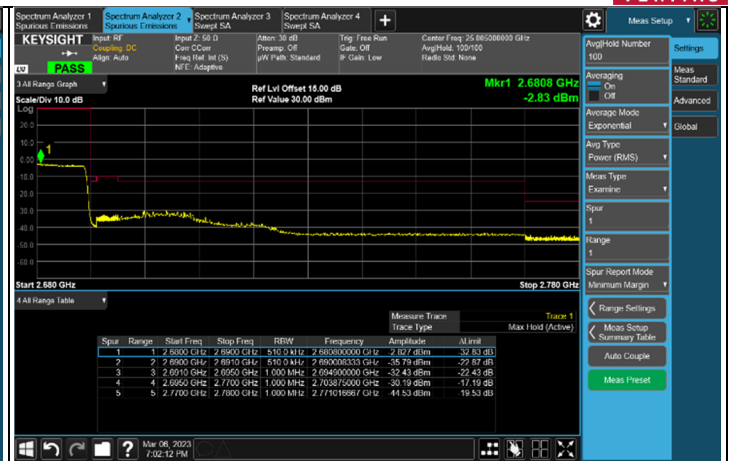 Spectrum Analyzer 1
Spurious Emissions
Spectrum Analyzer 2
Spurious Emissions
Spectrum Analyzer 3
Swept SA
Spectrum Analyzer 4
Swept SA
+
Meas Setup
KEYSIGHT
LXI
PASS
Input: RF
Coupling: DC
Align: Auto
Input Z: 50 Ω
Corr CCorr
Freq Ref: Int (S)
NFE: Adaptive
Atten: 30 dB
Preamp: Off
µW Path: Standard
Trig: Free Run
Gate: Off
IF Gain: Low
Center Freq: 25.005000000 GHz
Avg|Hold: 100/100
Radio Std: None
3 All Range Graph
Scale/Div 10.0 dB
Ref Lvl Offset 15.00 dB
Ref Value 30.00 dBm
Mkr1 2.6808 GHz
-2.83 dBm
Log
20.0
10.0
0.00
10.0
20.0
30.0
-40.0
-50.0
-60.0
1
Start 2.680 GHz
Stop 2.780 GHz
4 All Range Table
Measure Trace Trace 1
Trace Type Max Hold (Active)
Spur Range Start Freq Stop Freq RBW Frequency Amplitude ΔLimit
1 1 2.6800 GHz 2.6900 GHz 510.0 kHz 2.680800000 GHz -2.827 dBm -32.83 dB
2 2 2.6900 GHz 2.6910 GHz 510.0 kHz 2.690008333 GHz -35.79 dBm -22.87 dB
3 3 2.6910 GHz 2.6950 GHz 1.000 MHz 2.694900000 GHz -32.43 dBm -22.43 dB
4 4 2.6950 GHz 2.7700 GHz 1.000 MHz 2.703875000 GHz -30.19 dBm -17.19 dB
5 5 2.7700 GHz 2.7800 GHz 1.000 MHz 2.771016667 GHz -44.53 dBm -19.53 dB
Avg|Hold Number
100
Averaging
On
Off
Average Mode
Exponential
Avg Type
Power (RMS)
Meas Type
Examine
Spur
1
Range
1
Spur Report Mode
Minimum Margin
Range Settings
Meas Setup
Summary Table
Auto Couple
Meas Preset
Settings
Meas
Standard
Advanced
Global
?
Mar 06, 2023
7:02:12 PM